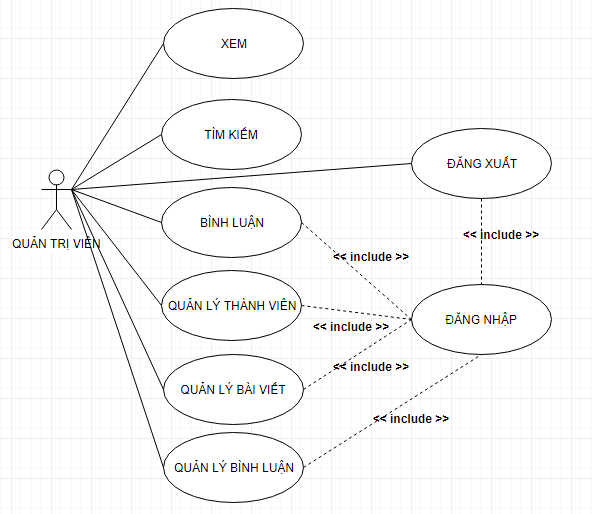 XEM
TÌM KIẾM
ĐĂNG XUẤT
QUẢN TRỊ VIÊN
BÌNH LUẬN
<< include >>
<< include >>
QUẢN LÝ THÀNH VIÊN
<< include >>
ĐĂNG NHẬP
<< include >>
QUẢN LÝ BÀI VIẾT
<< include >>
QUẢN LÝ BÌNH LUẬN